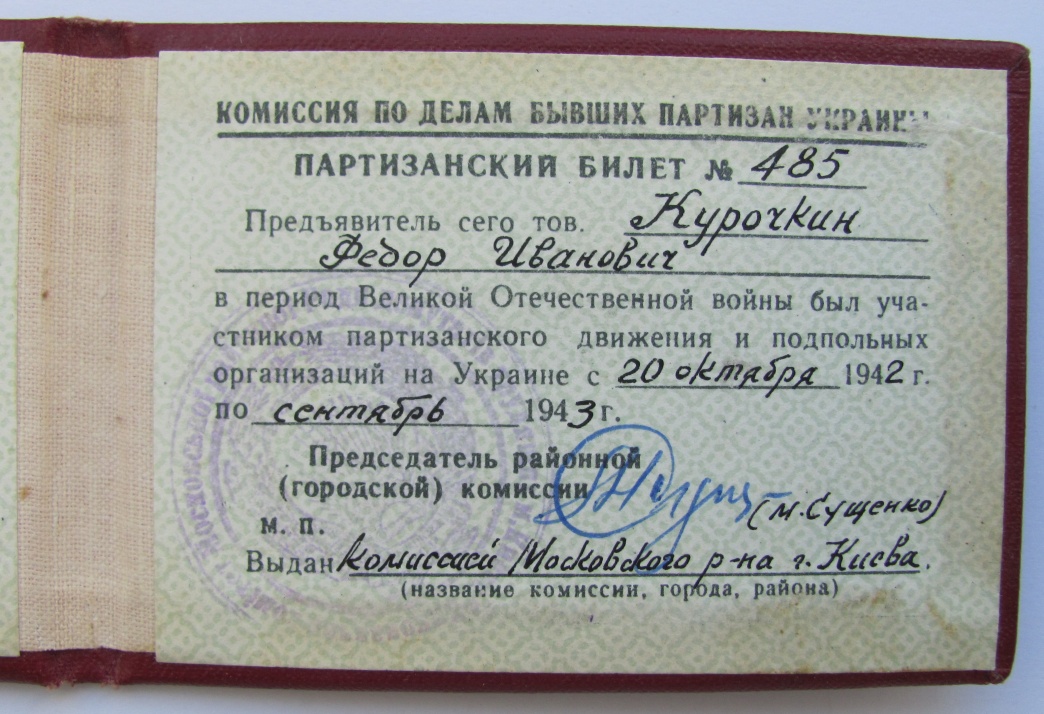 КОМИССИЯ ПО ДЕЛАМ БЫВШИХ ПАРТИЗАН УКРАИНЫ
ПАРТИЗАНСКИЙ БИЛЕТ № 485
Предъявитель сего тов. Курочкин
Федор Иванович
в период Великой Отечественной войны был уча-
стником партизанского движения и подпольных
организаций на Украине с 20 октября 1942 г.
по сентябрь 1943 г.
Председатель районной
(городской) комиссии
(М. Сущенко)
М. П.
Выдан комиссией Московского р-на г. Киева.
(название комиссии, города, района)